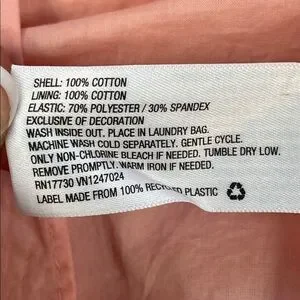 SHELL: 100% COTTON
LINING: 100% COTTON
ELASTIC: 70% POLYESTER / 30% SPANDEX
EXCLUSIVE OF DECORATION
WASH INSIDE OUT. PLACE IN LAUNDRY BAG.
MACHINE WASH COLD SEPARATELY. GENTLE CYCLE.
ONLY NON-CHLORINE BLEACH IF NEEDED. TUMBLE DRY LOW.
REMOVE PROMPTLY. WARM IRON IF NEEDED.
RN17730 VN1247024
LABEL MADE FROM 100% RECYCLED PLASTIC